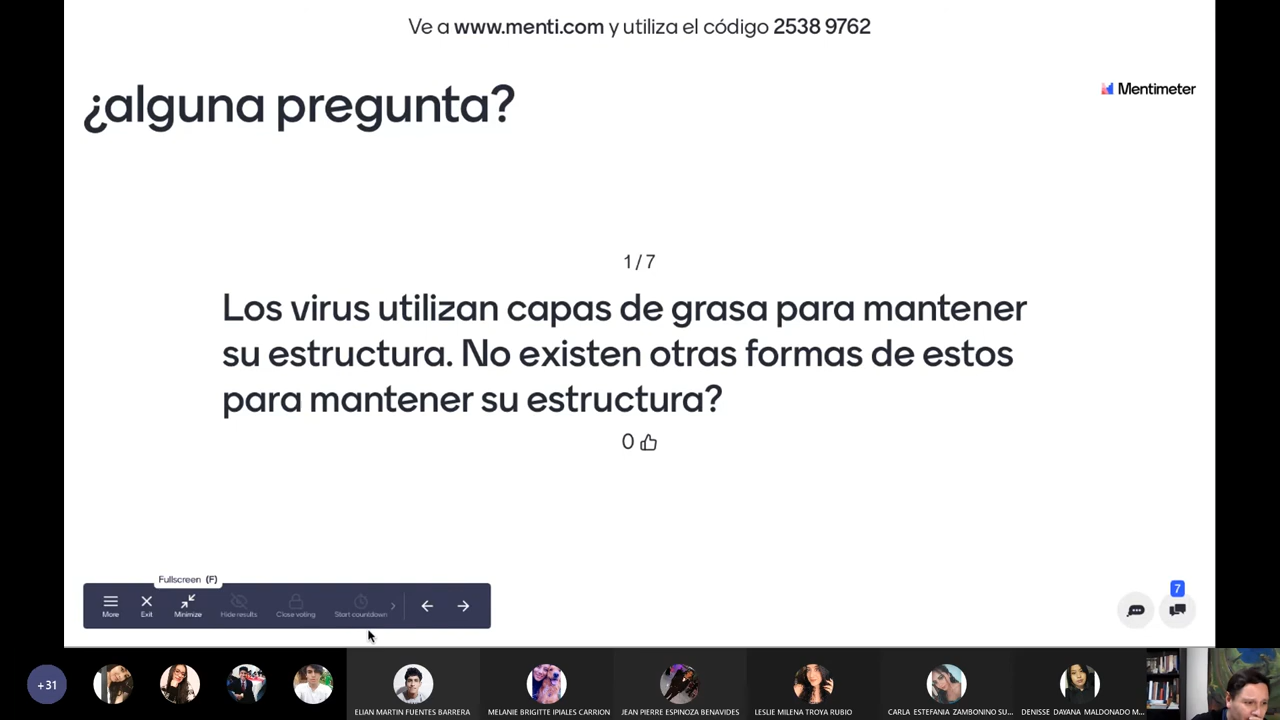 Ve a www.menti.com y utiliza el código 2538 9762
¿alguna pregunta?
Mentimeter
1 / 7
Los virus utilizan capas de grasa para mantener
su estructura. No existen otras formas de estos
para mantener su estructura?
0
Fullscreen (F)
More
Exit
Minimize
Hide results
Close voting
Start countdown
7
+31
ELIAN MARTIN FUENTES BARRERA
MELANIE BRIGITTE IPIALES CARRION
JEAN PIERRE ESPINOZA BENAVIDES
LESLIE MILENA TROYA RUBIO
CARLA ESTEFANIA ZAMBONINO SU...
DENISSE DAYANA MALDONADO M...